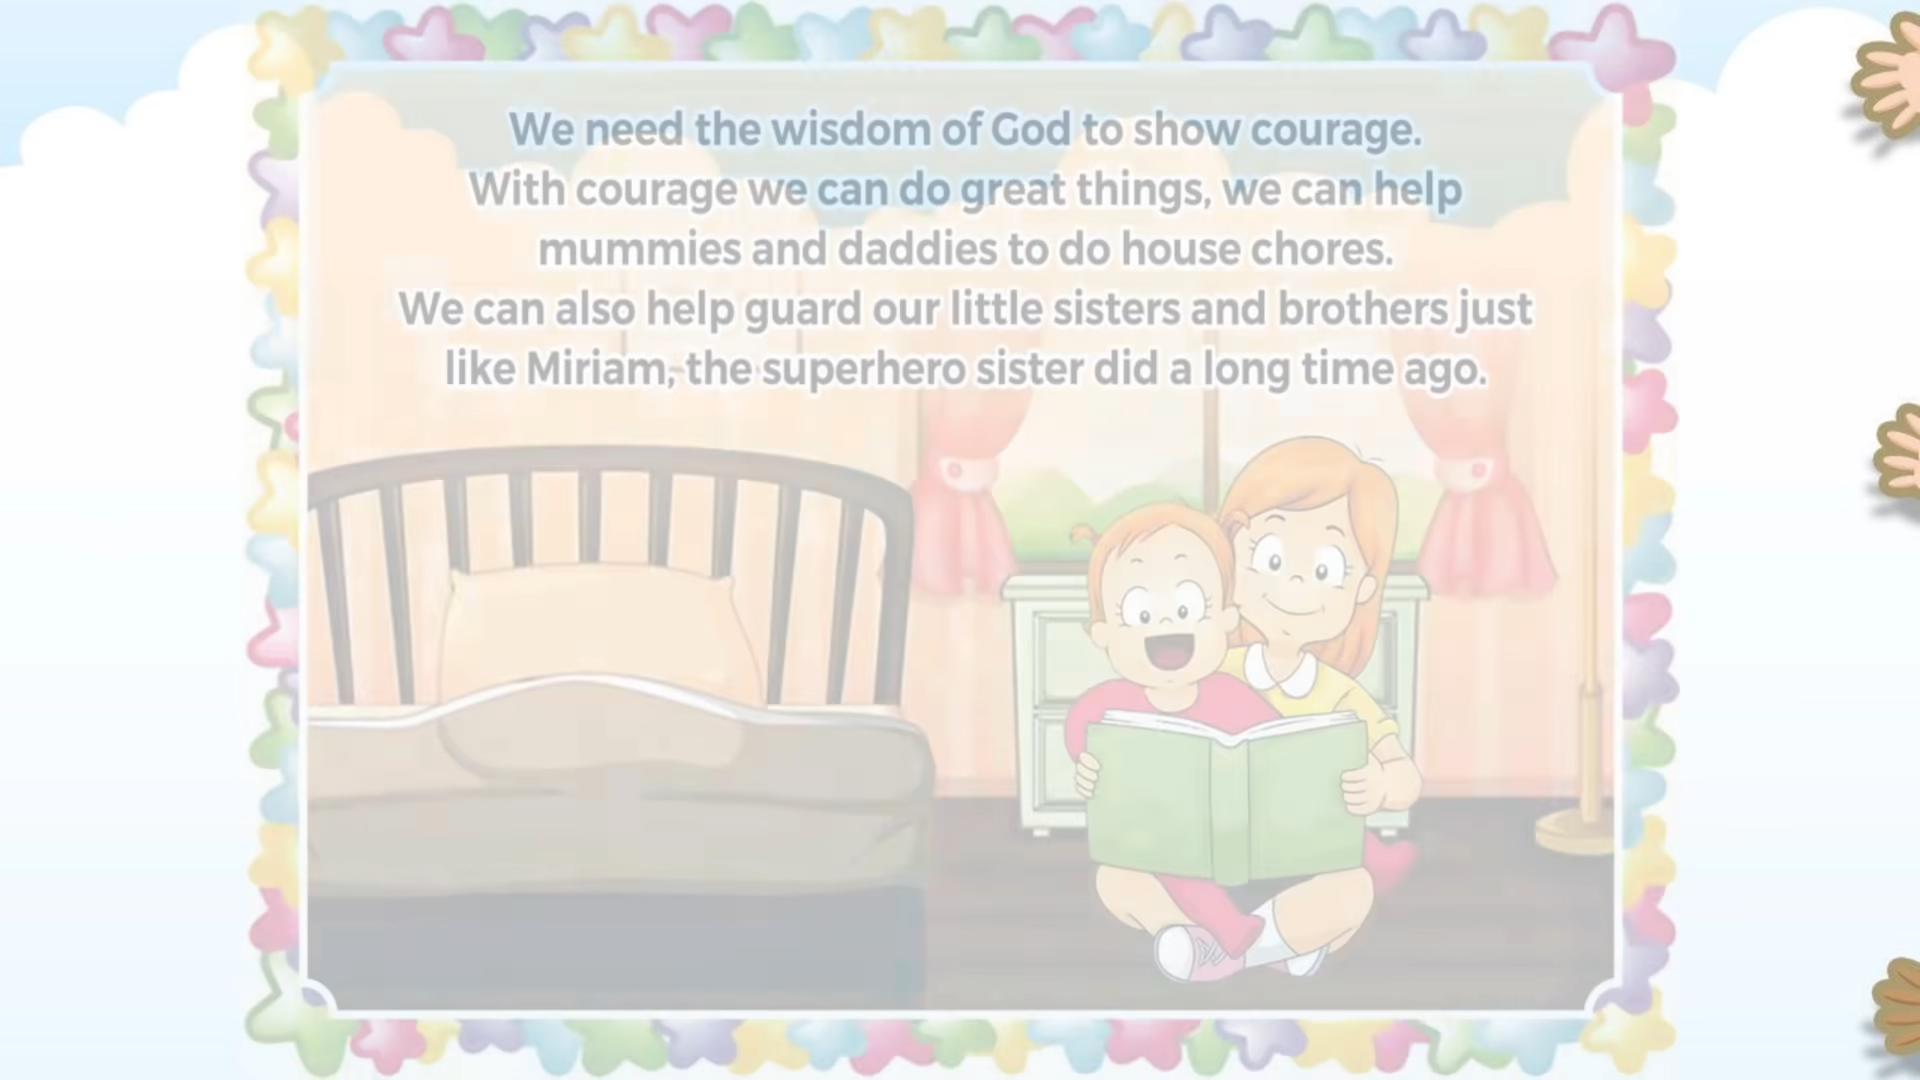 We need the wisdom of God to show courage.
With courage we can do great things, we can help
mummies and daddies to do house chores.
We can also help guard our little sisters and brothers just
like Miriam, the superhero sister did a long time ago.